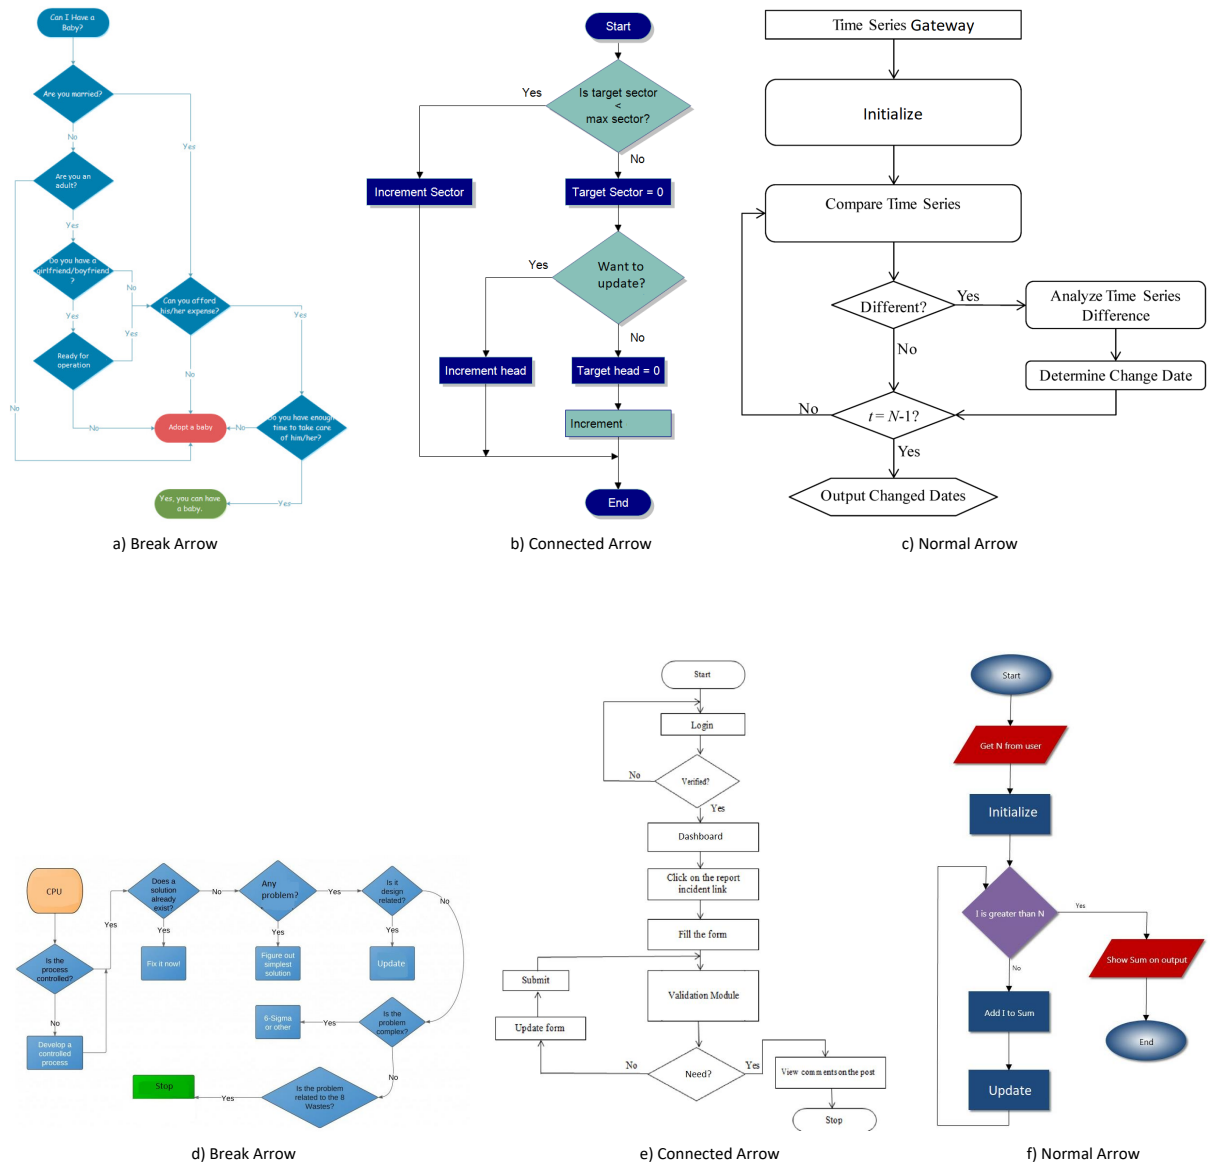 Can I Have a
Baby?
Are you married?
No
Yes
Are you an
adult?
Yes
Do you have a
girlfriend/boyfriend
?
No
Yes
Can you afford
his/her expense?
Yes
Yes
Ready for
operation
No
No
No
Adopt a baby
No
Do you have enough
time to take care
of him/her?
Yes, you can have
a baby.
Yes
a) Break Arrow
Start
Yes
Is target sector
<
max sector?
No
Increment Sector
Target Sector = 0
Yes
Want to
update?
No
Increment head
Target head = 0
Increment
End
b) Connected Arrow
Time Series Gateway
Initialize
Compare Time Series
Different?
Yes
Analyze Time Series
Difference
No
Determine Change Date
No
t = N-1?
Yes
Output Changed Dates
c) Normal Arrow
CPU
Does a
solution
already
exist?
No
Any
problem?
Yes
Is it
design
related?
No
Yes
Yes
Yes
Yes
Is the
process
controlled?
Fix it now!
Figure out
simplest
solution
Update
No
6-Sigma
or other
Yes
Is the
problem
complex?
Develop a
controlled
process
No
Stop
Yes
Is the problem
related to the 8
Wastes?
d) Break Arrow
Start
Login
No
Verified?
Yes
Dashboard
Click on the report
incident link
Fill the form
Submit
Validation Module
Update form
No
Need?
Yes
View comments on the post
Stop
e) Connected Arrow
Start
Get N from user
Initialize
I is greater than N
Yes
No
Show Sum on output
Add I to Sum
End
Update
f) Normal Arrow